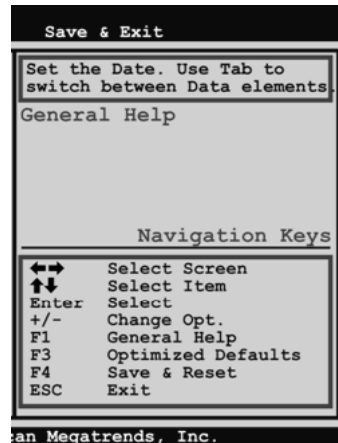 Save & Exit
Set the Date. Use Tab to
switch between Data elements.
General Help
Navigation Keys
←→ Select Screen
↑↓ Select Item
Enter Select
+/- Change Opt.
F1 General Help
F3 Optimized Defaults
F4 Save & Reset
ESC Exit
an Megatrends, Inc.